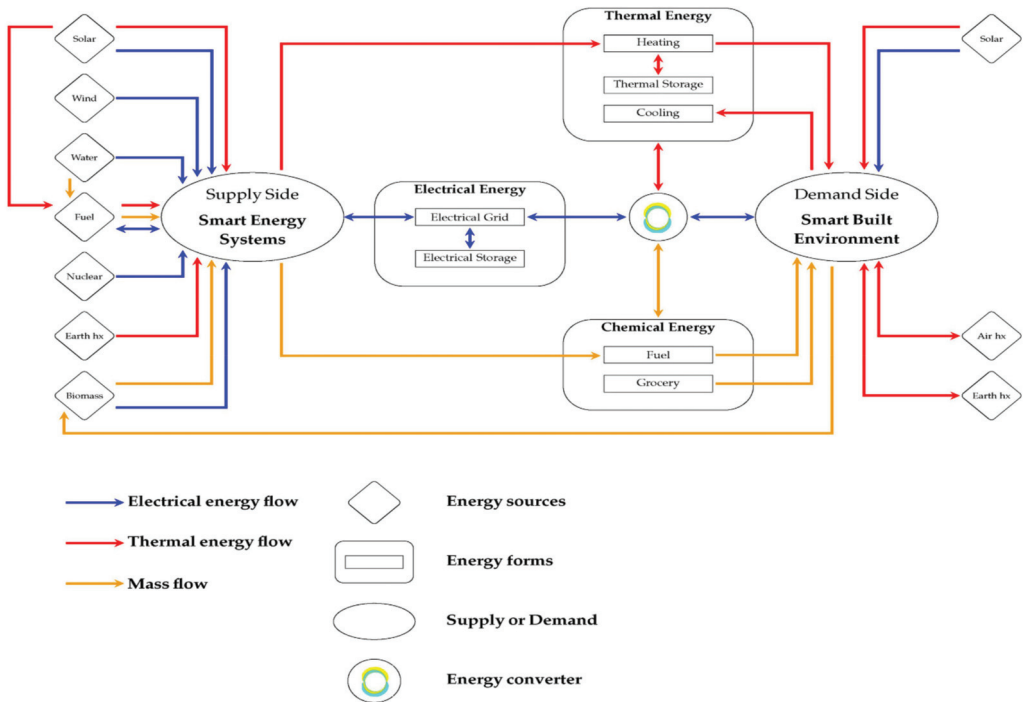 Solar
Wind
Water
Fuel
Nuclear
Earth hx
Biomass
Supply Side
Smart Energy
Systems
Electrical Energy
Electrical Grid
Electrical Storage
Thermal Energy
Heating
Thermal Storage
Cooling
Chemical Energy
Fuel
Grocery
Demand Side
Smart Built
Environment
Solar
Air hx
Earth hx
Electrical energy flow
Thermal energy flow
Mass flow
Energy sources
Energy forms
Supply or Demand
Energy converter